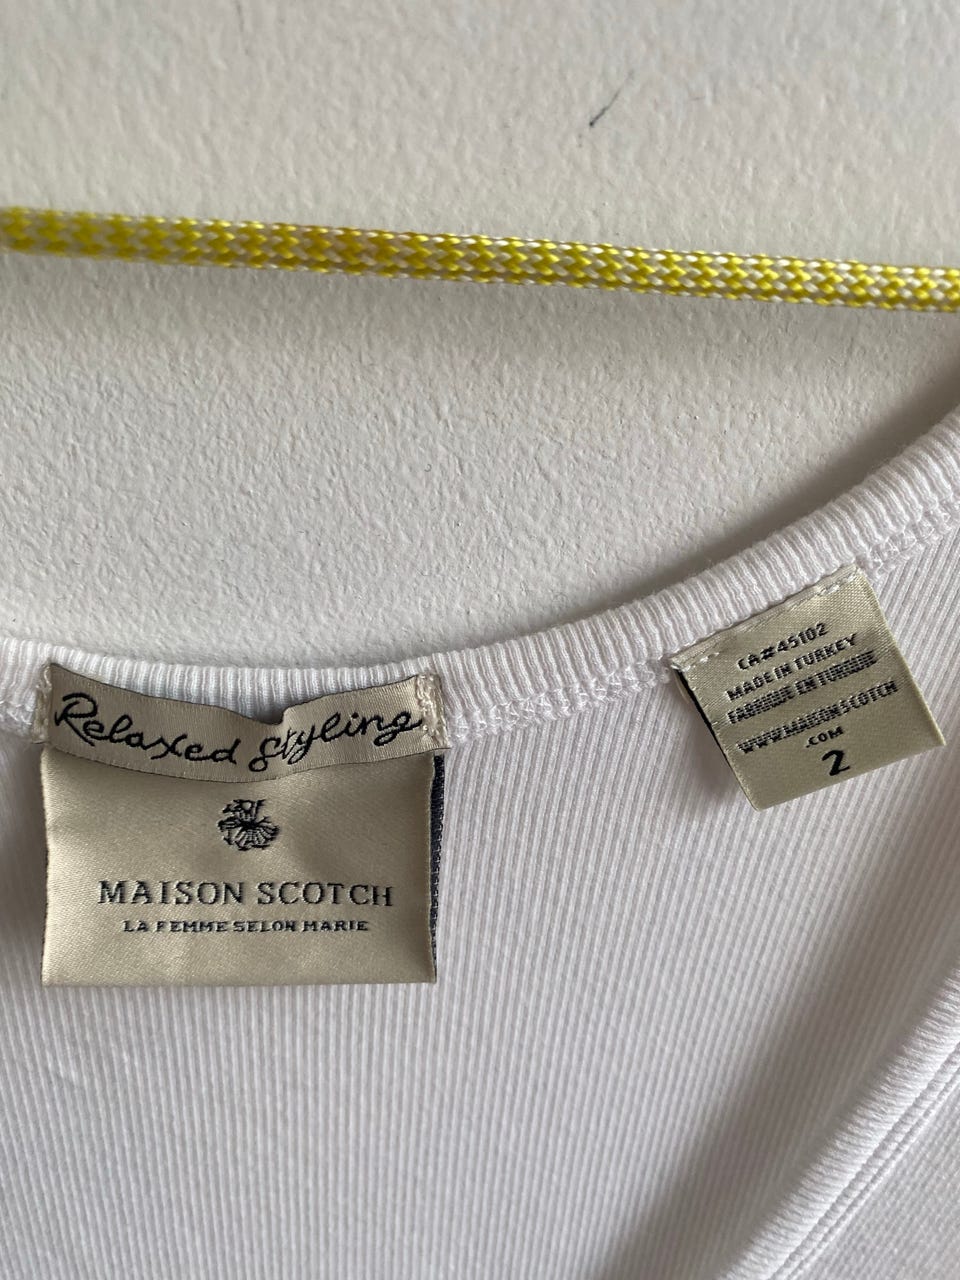 Relaxed styling
MAISON SCOTCH
LA FEMME SELON MARIE
CA#45102
MADE IN TURKEY
FABRIQUE EN TURQUIE
WWW.MAISONSCOTCH
.COM
2